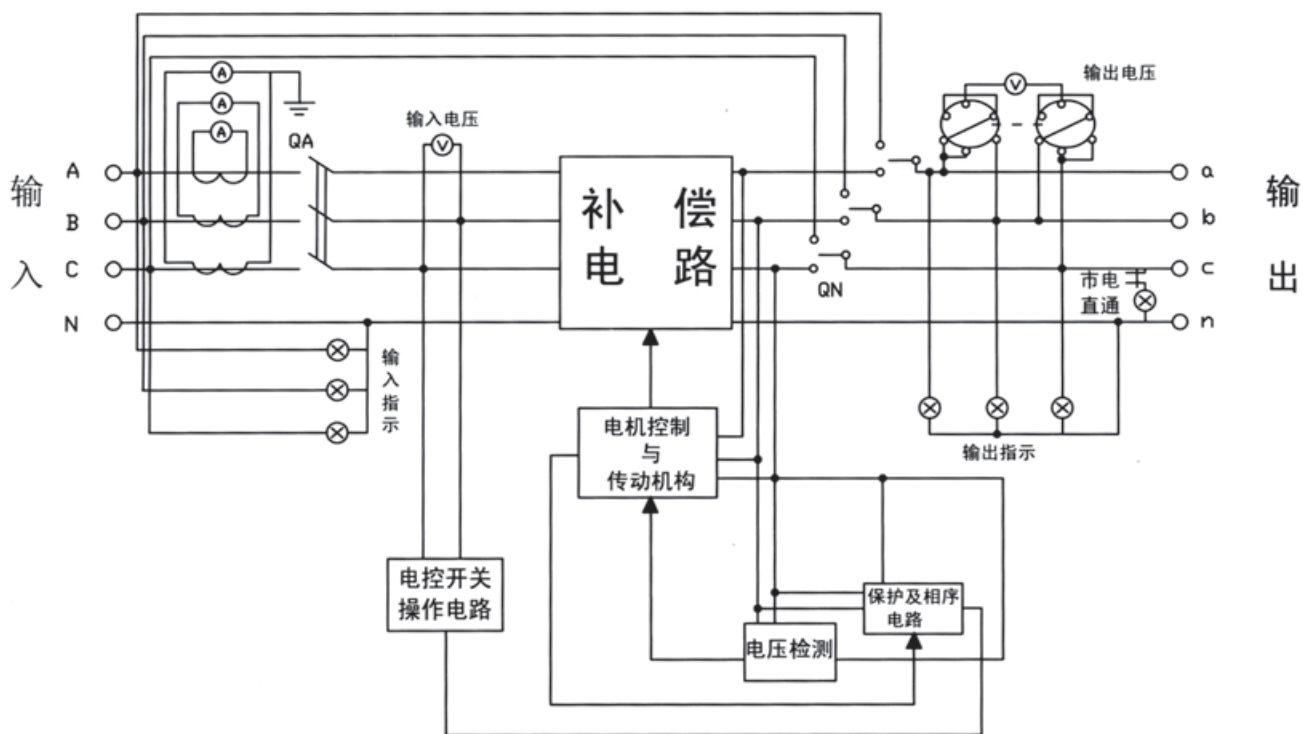 输出电压
输入电压
QA
A
A
A
V
V
输
入
A
B
C
N
补偿
电路
QN
a
b
c
n
输
出
市电
直通
输入指示
电机控制
与
传动机构
输出指示
电控开关
操作电路
保护及相序
电路
电压检测